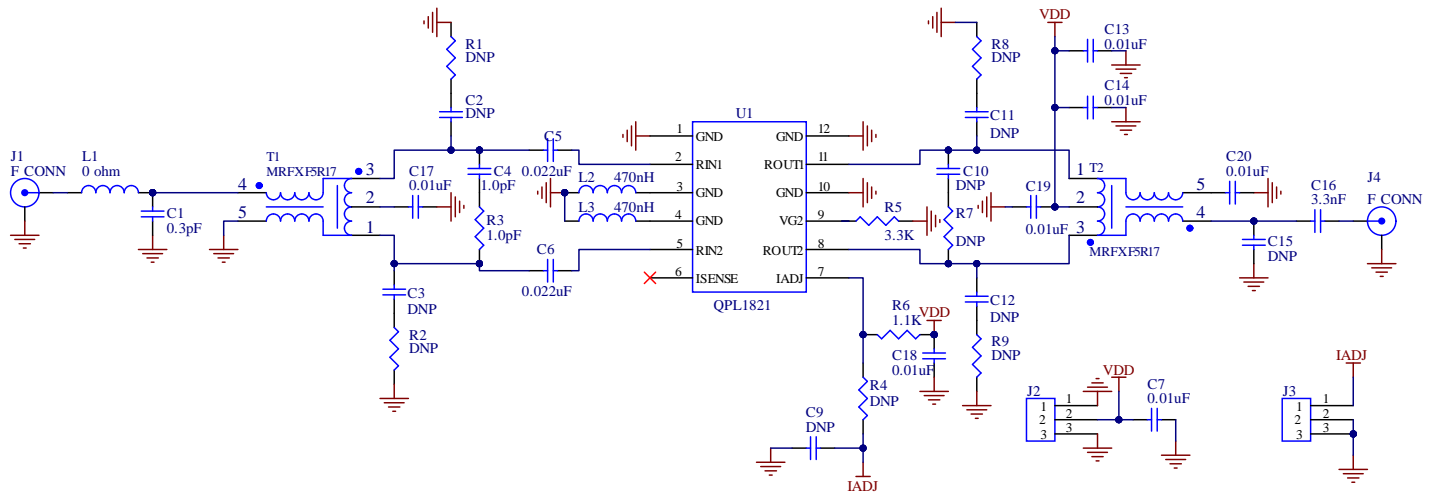 J1
F CONN
L1
0 ohm
C1
0.3pF
T1
MRFXF5R17
4
5
3
2
1
R1
DNP
C2
DNP
C17
0.01uF
C4
1.0pF
R3
1.0pF
C3
DNP
R2
DNP
C5
0.022uF
C6
0.022uF
L2
470nH
L3
470nH
U1
1
GND
2
RIN1
3
GND
4
GND
5
RIN2
6
ISENSE
GND
12
ROUT1
11
GND
10
VG2
9
ROUT2
8
IADJ
7
QPL1821
R5
3.3K
R6
1.1K
VDD
C18
0.01uF
R4
DNP
C9
DNP
IADJ
R8
DNP
C11
DNP
C10
DNP
R7
DNP
C12
DNP
R9
DNP
VDD
C13
0.01uF
C14
0.01uF
C19
0.01uF
T2
1
2
3
5
4
MRFXF5R17
C20
0.01uF
C16
3.3nF
C15
DNP
J4
F CONN
J2
1
2
3
1
2
3
VDD
C7
0.01uF
J3
1
2
3
1
2
3
IADJ